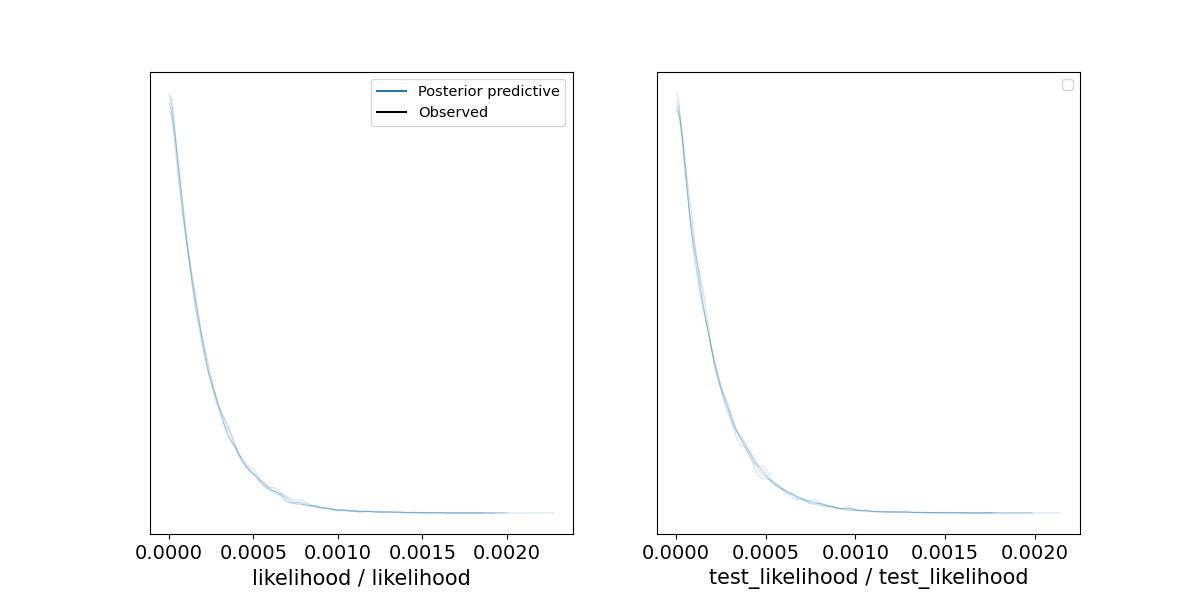 Posterior predictive
Observed
0.0000 0.0005 0.0010 0.0015 0.0020
likelihood / likelihood
0.0000 0.0005 0.0010 0.0015 0.0020
test_likelihood / test_likelihood